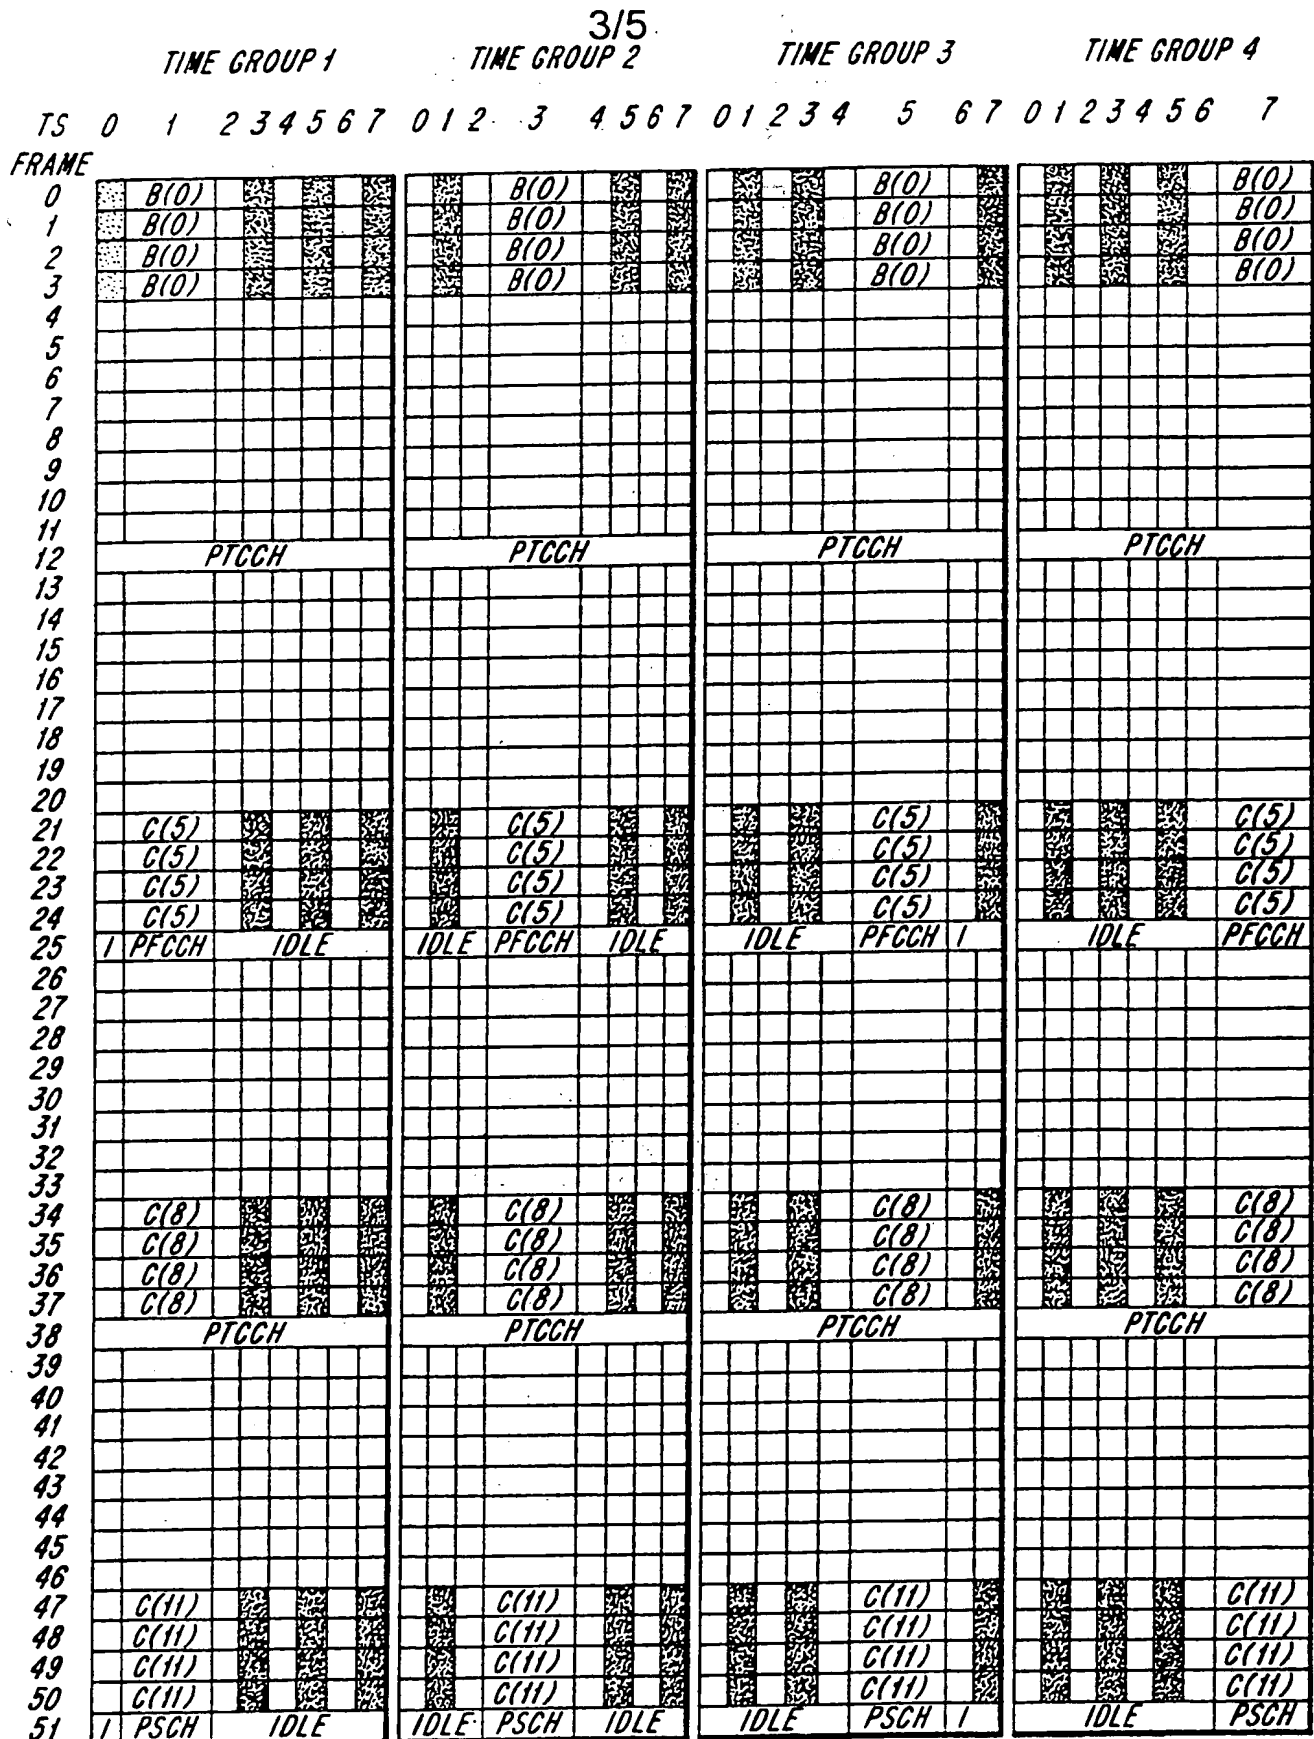 3/5
TIME GROUP 1 TIME GROUP 2 TIME GROUP 3 TIME GROUP 4
TS 0 1 2 3 4 5 6 7 0 1 2 3 4 5 6 7 0 1 2 3 4 5 6 7 0 1 2 3 4 5 6 7
FRAME
0 B(0) B(0) B(0) B(0)
1 B(0) B(0) B(0) B(0)
2 B(0) B(0) B(0) B(0)
3 B(0) B(0) B(0) B(0)
4
5
6
7
8
9
10
11
12 PTCCH PTCCH PTCCH PTCCH
13
14
15
16
17
18
19
20
21 C(5) C(5) C(5) C(5)
22 C(5) C(5) C(5) C(5)
23 C(5) C(5) C(5) C(5)
24 C(5) C(5) C(5) C(5)
25 I PFCCH IDLE IDLE PFCCH IDLE IDLE PFCCH I IDLE PFCCH
26
27
28
29
30
31
32
33
34 C(8) C(8) C(8) C(8)
35 C(8) C(8) C(8) C(8)
36 C(8) C(8) C(8) C(8)
37 C(8) C(8) C(8) C(8)
38 PTCCH PTCCH PTCCH PTCCH
39
40
41
42
43
44
45
46
47 C(11) C(11) C(11) C(11)
48 C(11) C(11) C(11) C(11)
49 C(11) C(11) C(11) C(11)
50 C(11) C(11) C(11) C(11)
51 I PSCH IDLE IDLE PSCH IDLE IDLE PSCH I IDLE PSCH